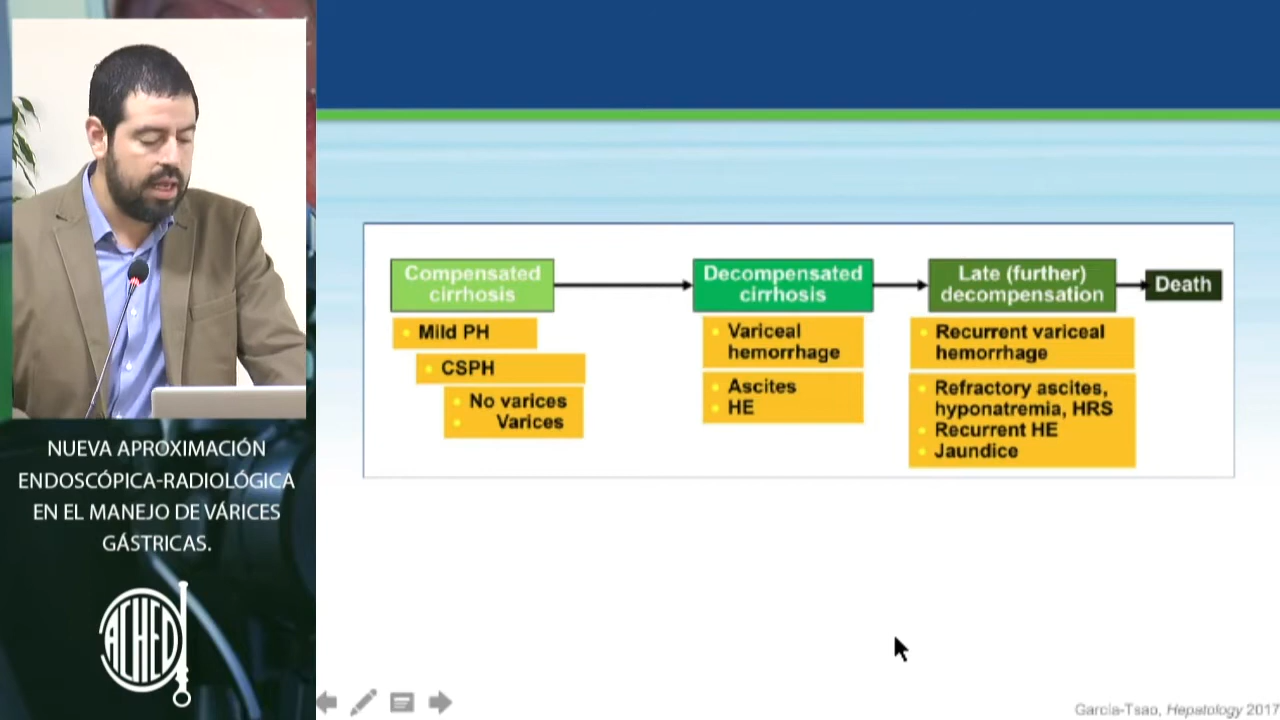 NUEVA APROXIMACIÓN
ENDOSCÓPICA-RADIOLÓGICA
EN EL MANEJO DE VÁRICES
GÁSTRICAS.
ACHED
Compensated
cirrhosis
Mild PH
CSPH
No varices
Varices
Decompensated
cirrhosis
Variceal
hemorrhage
Ascites
HE
Late (further)
decompensation
Recurrent variceal
hemorrhage
Refractory ascites,
hyponatremia, HRS
Recurrent HE
Jaundice
Death
Garcia-Tsao, Hepatology 2017